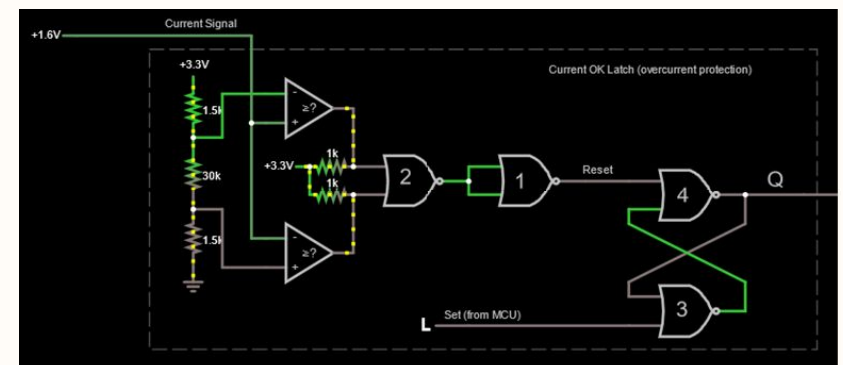 Current Signal
+1.6V
+3.3V
Current OK Latch (overcurrent protection)
1.5k
≥?
1k
+3.3V
1k
30k
2
1
Reset
4
Q
1.5k
≥?
3
L
Set (from MCU)